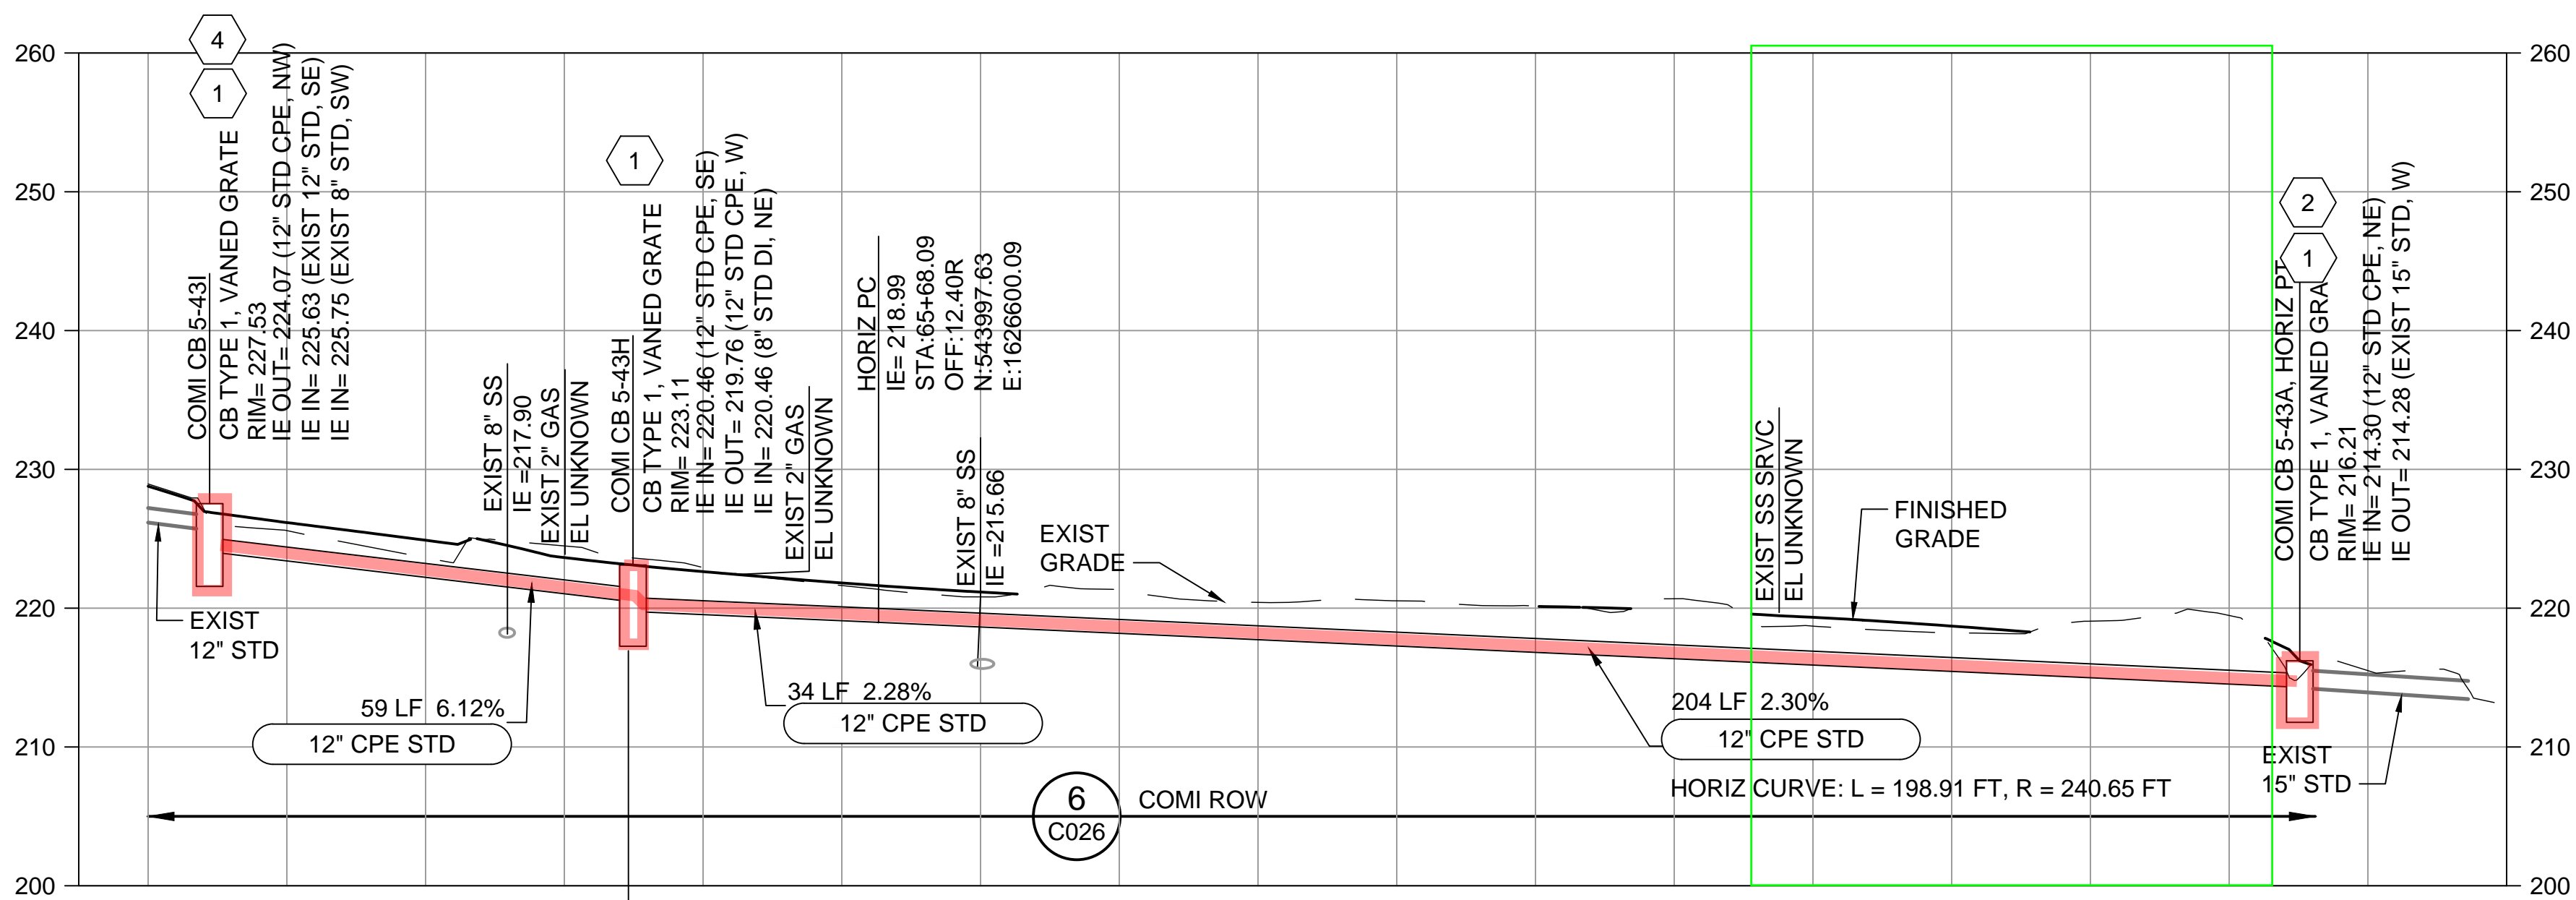 260
250
240
230
220
210
200
4
1
COMI CB 5-43I
CB TYPE 1, VANED GRATE
RIM= 227.53
IE OUT= 224.07 (12" STD CPE, NW)
IE IN= 225.63 (EXIST 12" STD, SE)
IE IN= 225.75 (EXIST 8" STD, SW)
EXIST
12" STD
EXIST 8" SS
IE =217.90
EXIST 2" GAS
EL UNKNOWN
59 LF 6.12%
12" CPE STD
1
COMI CB 5-43H
CB TYPE 1, VANED GRATE
RIM= 223.11
IE IN= 220.46 (12" STD CPE, SE)
IE OUT= 219.76 (12" STD CPE, W)
IE IN= 220.46 (8" STD DI, NE)
EXIST 2" GAS
EL UNKNOWN
34 LF 2.28%
12" CPE STD
HORIZ PC
IE= 218.99
STA:65+68.09
OFF:12.40R
N:543997.63
E:1626600.09
EXIST 8" SS
IE =215.66
EXIST
GRADE
6
C026
COMI ROW
204 LF 2.30%
12" CPE STD
HORIZ CURVE: L = 198.91 FT, R = 240.65 FT
EXIST SS SRVC
EL UNKNOWN
FINISHED
GRADE
2
1
COMI CB 5-43A, HORIZ PT
CB TYPE 1, VANED GRA
RIM= 216.21
IE IN= 214.30 (12" STD CPE, NE)
IE OUT= 214.28 (EXIST 15" STD, W)
EXIST
15" STD
260
250
240
230
220
210
200